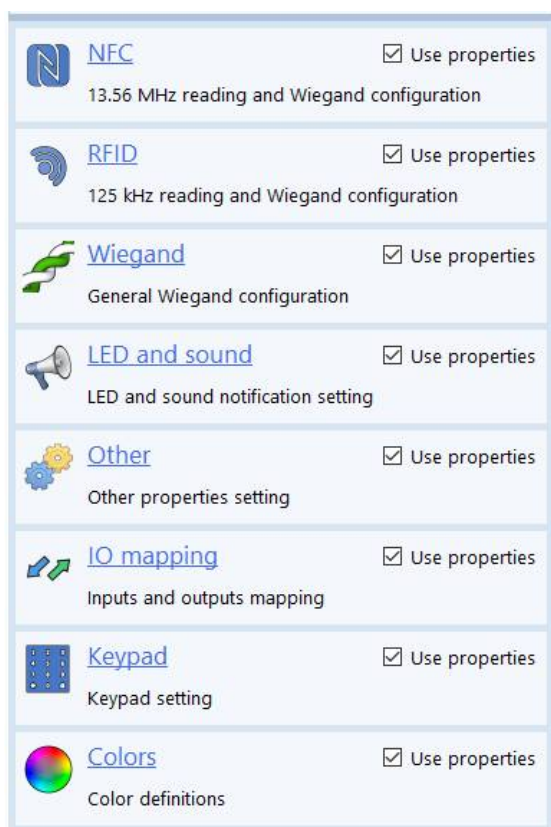 NFC Use properties
13.56 MHz reading and Wiegand configuration
RFID Use properties
125 kHz reading and Wiegand configuration
Wiegand Use properties
General Wiegand configuration
LED and sound Use properties
LED and sound notification setting
Other Use properties
Other properties setting
IO mapping Use properties
Inputs and outputs mapping
Keypad Use properties
Keypad setting
Colors Use properties
Color definitions